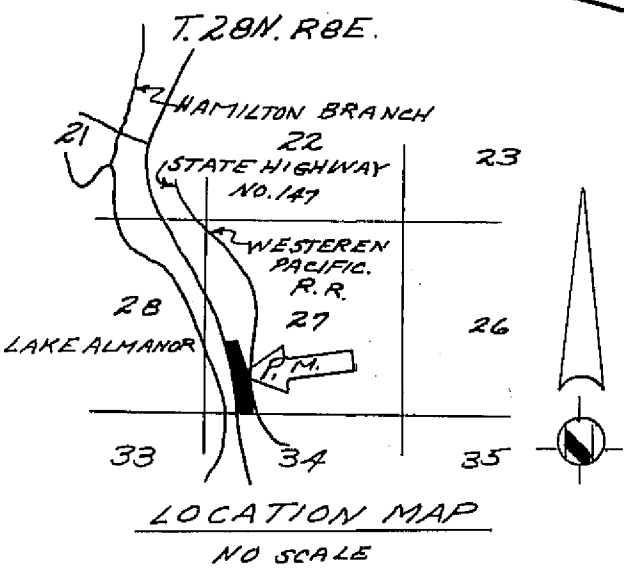 T. 28N. R8E.
HAMILTON BRANCH
21
22
23
STATE HIGHWAY
NO. 147
WESTEREN
PACIFIC.
R.R.
28
27
26
LAKE ALMANOR
P.M.
33
34
35
LOCATION MAP
NO SCALE